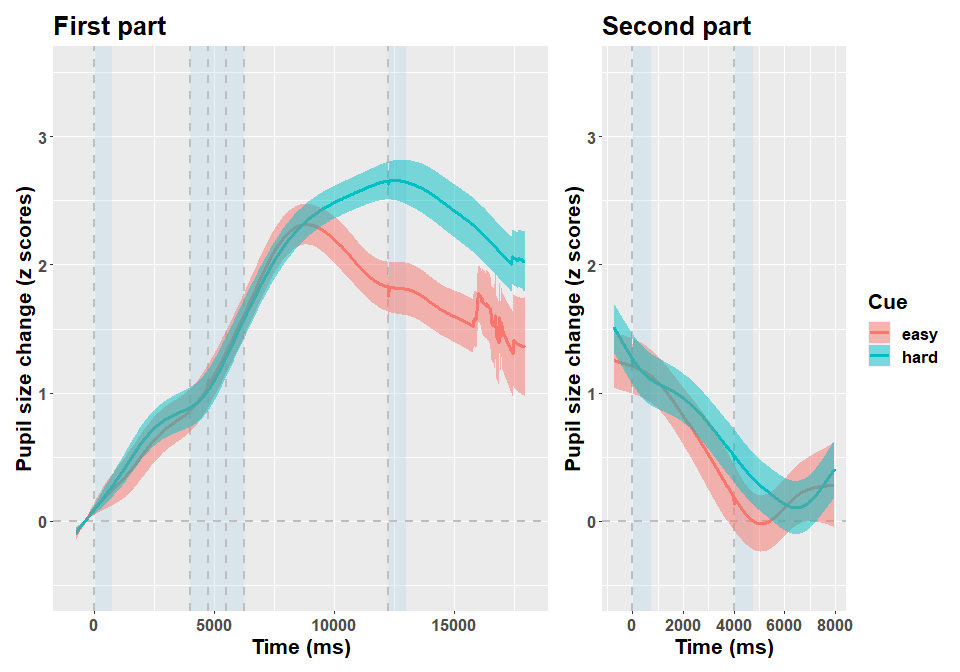 First part
Second part
Pupil size change (z scores)
3
2
1
0
0
5000
10000
15000
Time (ms)
Pupil size change (z scores)
3
2
1
0
0
2000
4000
6000
8000
Time (ms)
Cue
easy
hard